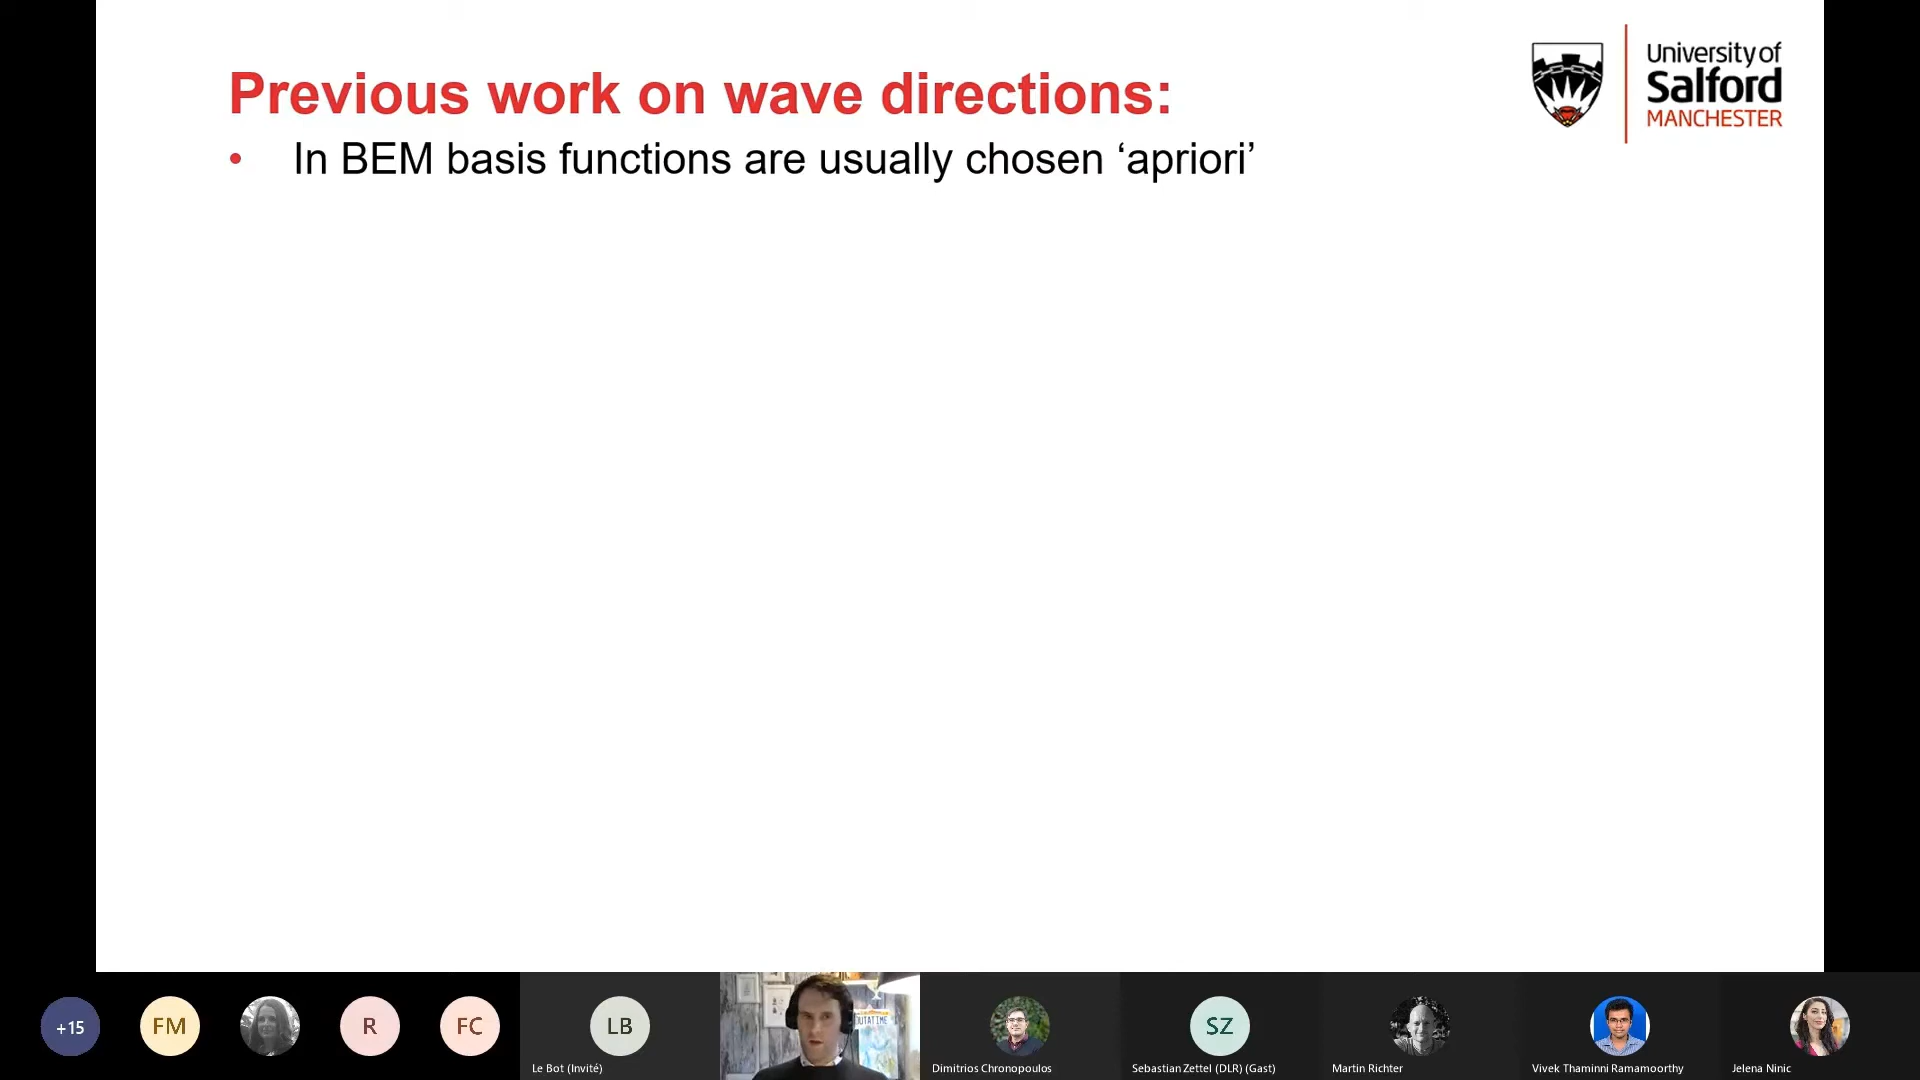 Previous work on wave directions:
• In BEM basis functions are usually chosen ‘apriori’
University of
Salford
MANCHESTER
+15
FM
R
FC
LB
Le Bot (Invité)
OUTATIME
Dimitrios Chronopoulos
SZ
Sebastian Zettel (DLR) (Gast)
Martin Richter
Vivek Thaminni Ramamoorthy
Jelena Ninic